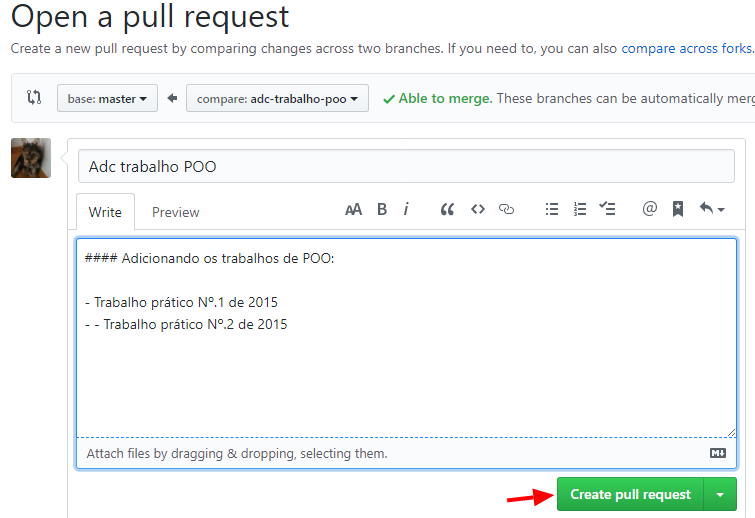 Open a pull request
Create a new pull request by comparing changes across two branches. If you need to, you can also compare across forks.
base: master compare: adc-trabalho-poo Able to merge. These branches can be automatically merg
Adc trabalho POO
Write Preview AA B i @
#### Adicionando os trabalhos de POO:
- Trabalho prático Nº.1 de 2015
- - Trabalho prático Nº.2 de 2015
Attach files by dragging & dropping, selecting them.
Create pull request